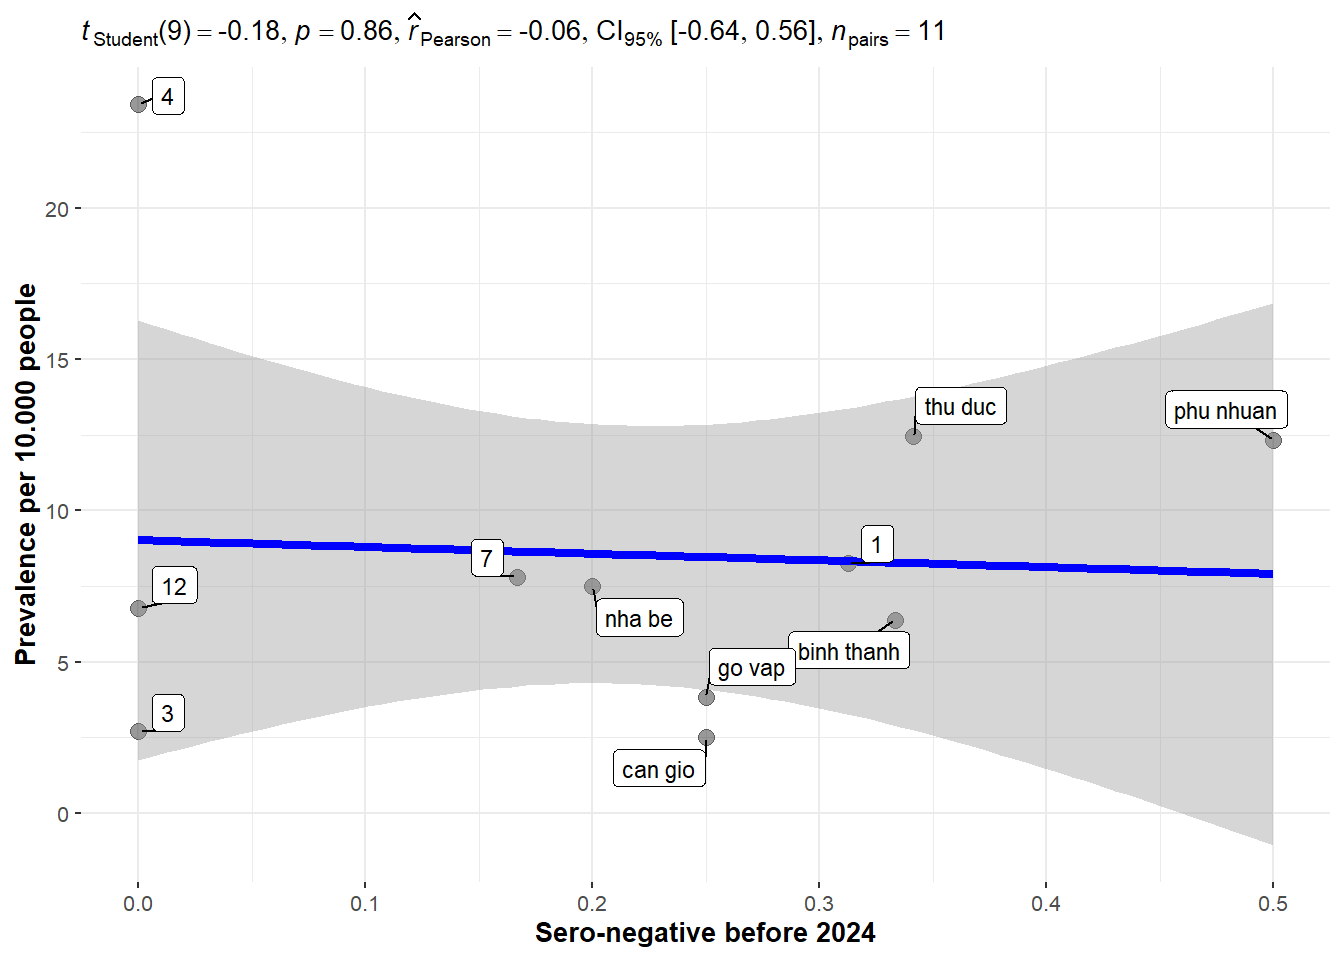 t Student(9) = -0.18, p = 0.86, r̂ Pearson = -0.06, CI95% [-0.64, 0.56], n pairs = 11
4
20
15
thu duc
phu nhuan
10
1
7
12
nha be
binh thanh
go vap
5
3
can gio
0
0.0 0.1 0.2 0.3 0.4 0.5
Sero-negative before 2024
Prevalence per 10.000 people